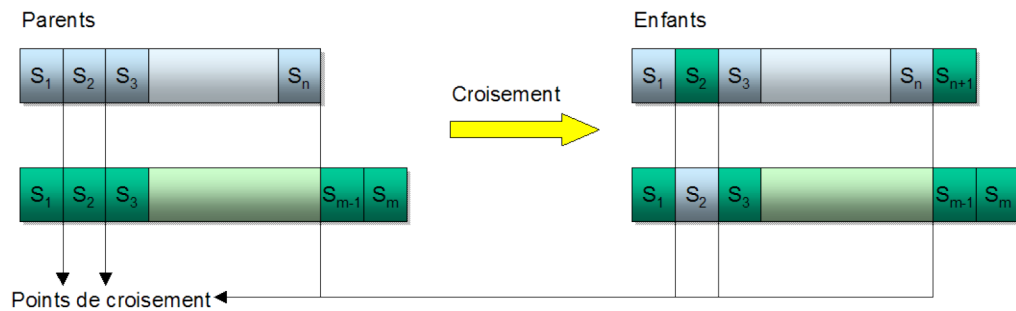 Parents
Enfants
S1 S2 S3 Sn
S1 S2 S3 Sn Sn+1
Croisement
S1 S2 S3 Sm-1 Sm
S1 S2 S3 Sm-1 Sm
Points de croisement